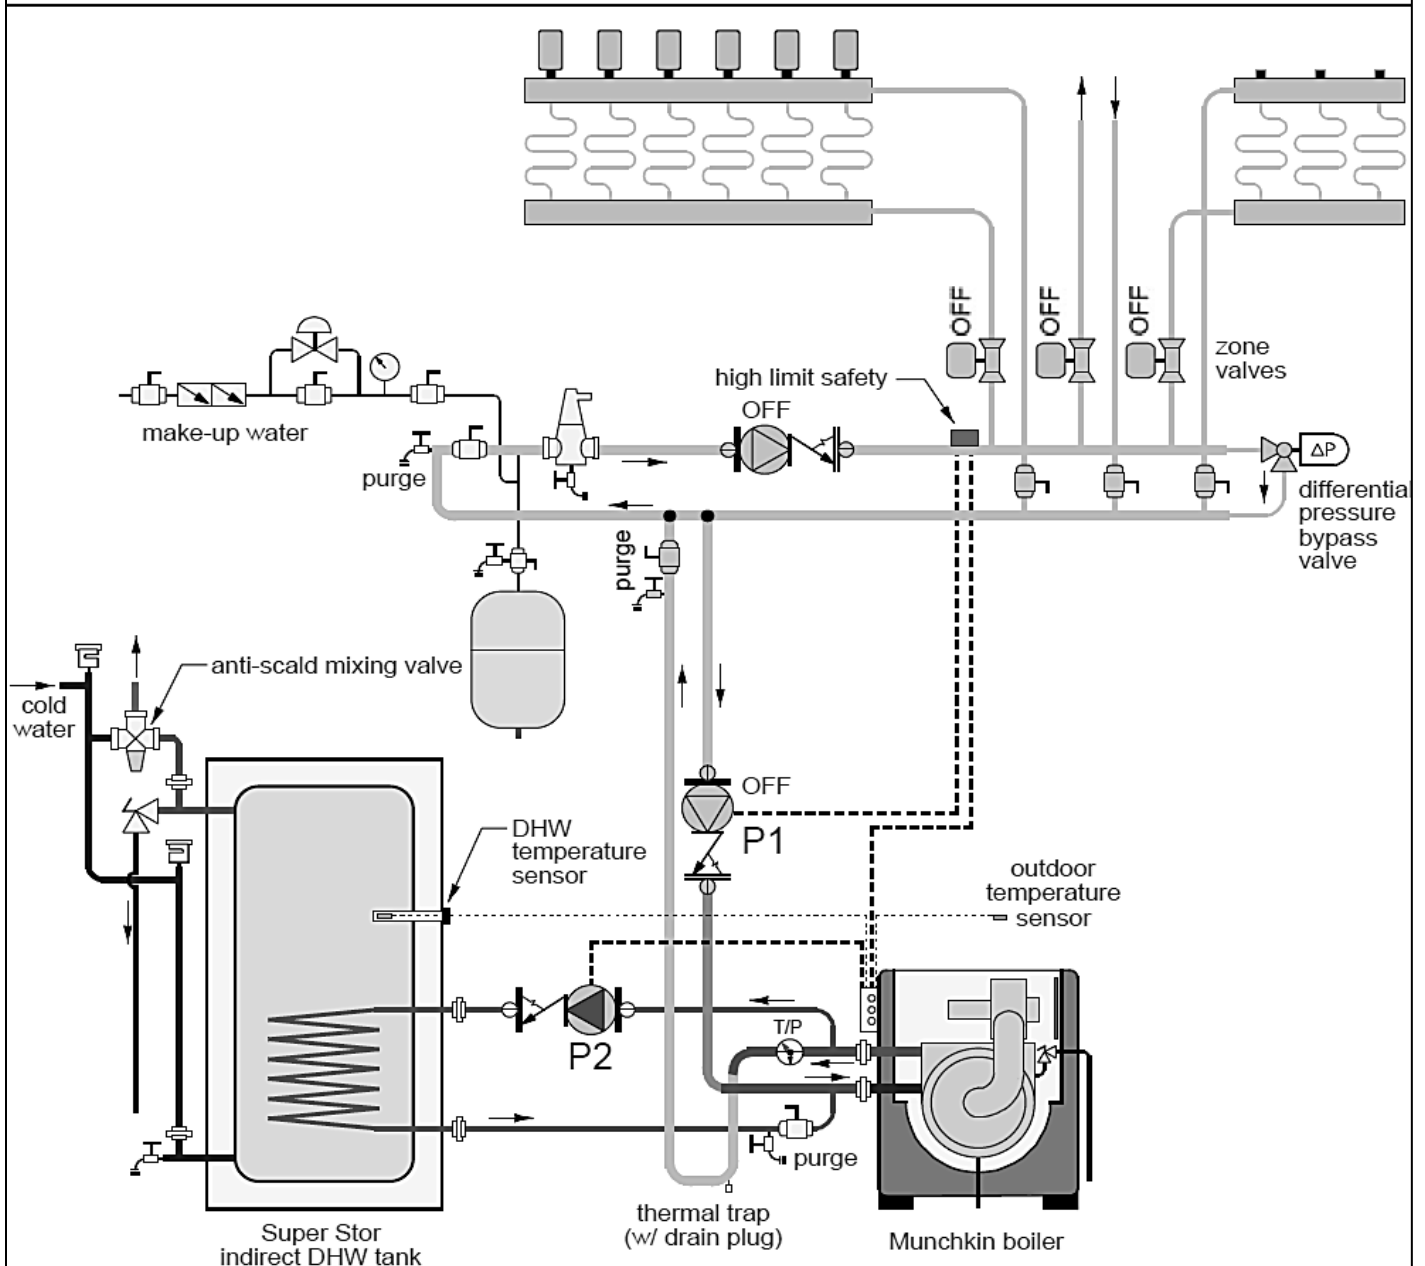 OFF
OFF
OFF
zone
valves
high limit safety
OFF
make-up water
purge
ΔP
differential
pressure
bypass
valve
purge
anti-scald mixing valve
cold
water
OFF
P1
DHW
temperature
sensor
outdoor
temperature
sensor
T/P
P2
purge
thermal trap
(w/ drain plug)
Super Stor
indirect DHW tank
Munchkin boiler